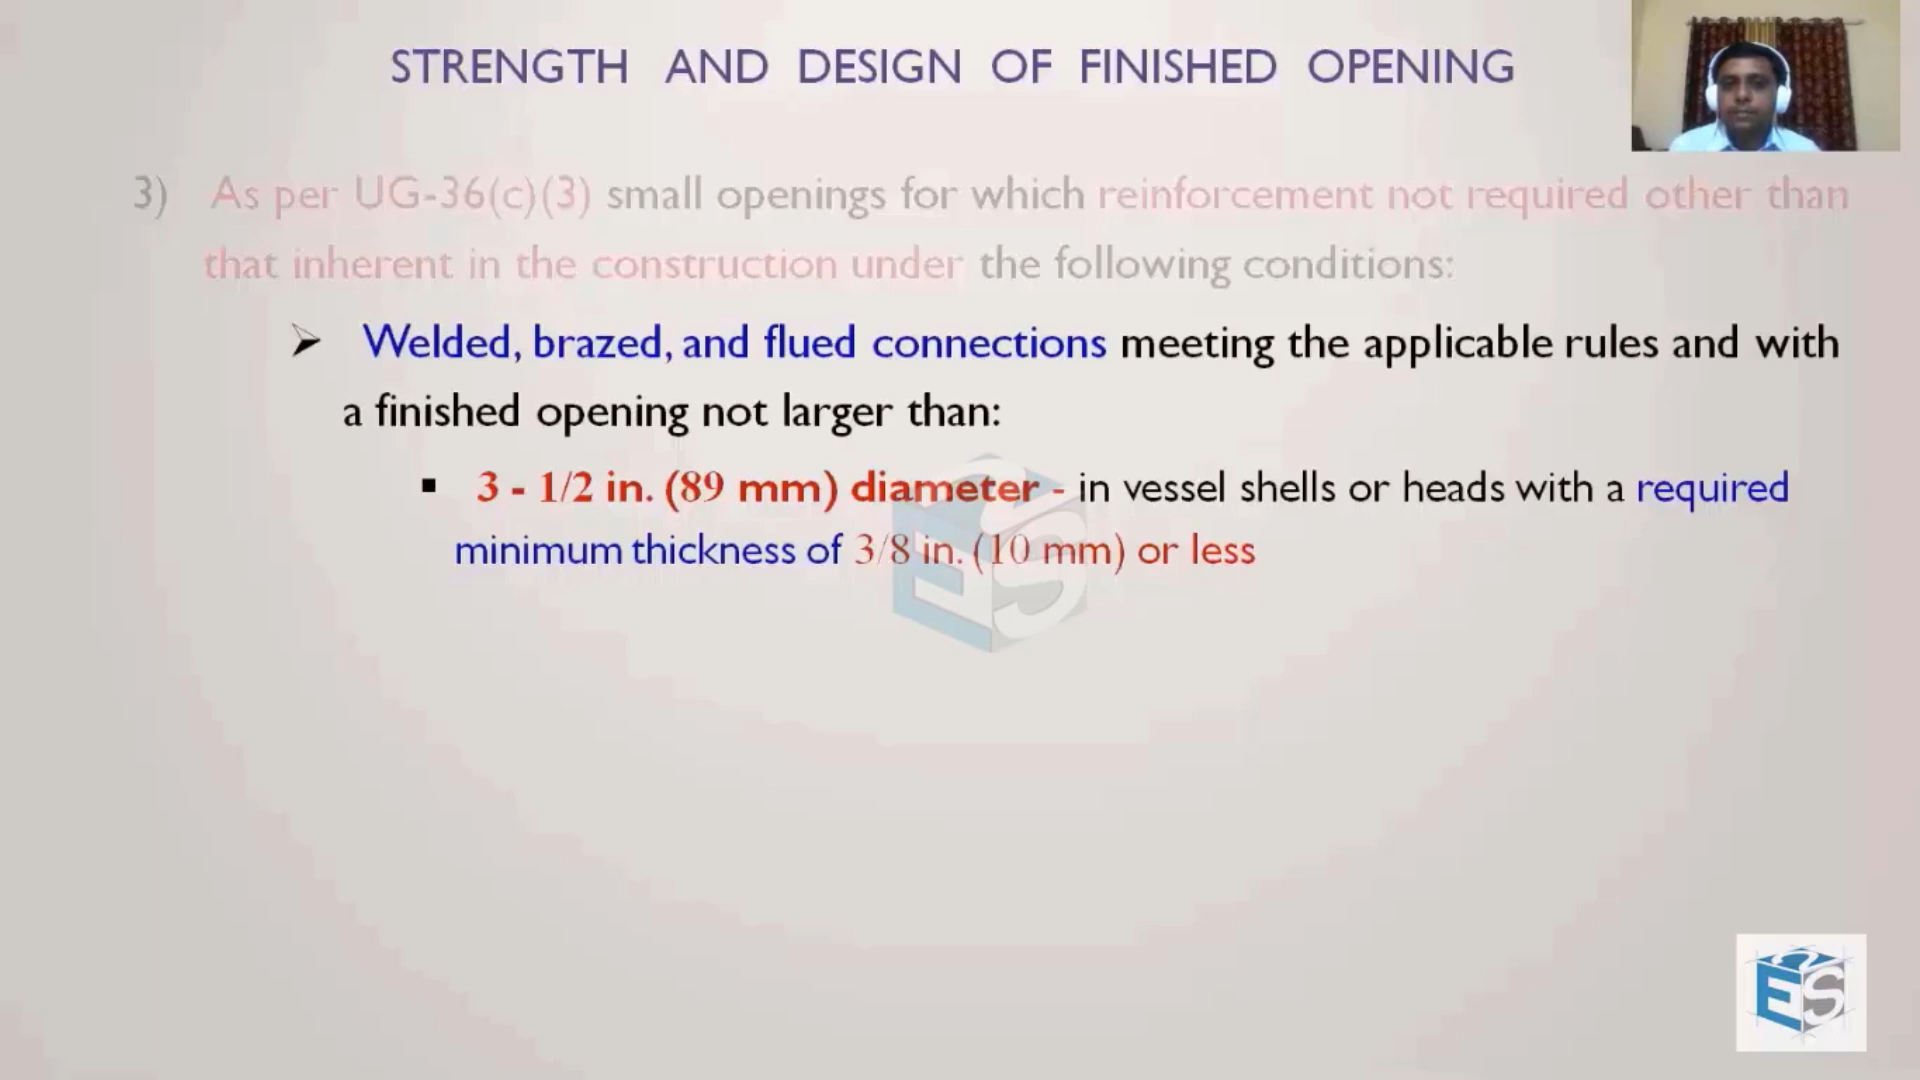 STRENGTH AND DESIGN OF FINISHED OPENING
3) As per UG-36(c)(3) small openings for which reinforcement not required other than
that inherent in the construction under the following conditions:
➢ Welded, brazed, and flued connections meeting the applicable rules and with
a finished opening not larger than:
▪ 3 - 1/2 in. (89 mm) diameter - in vessel shells or heads with a required
minimum thickness of 3/8 in. (10 mm) or less
ES
ES